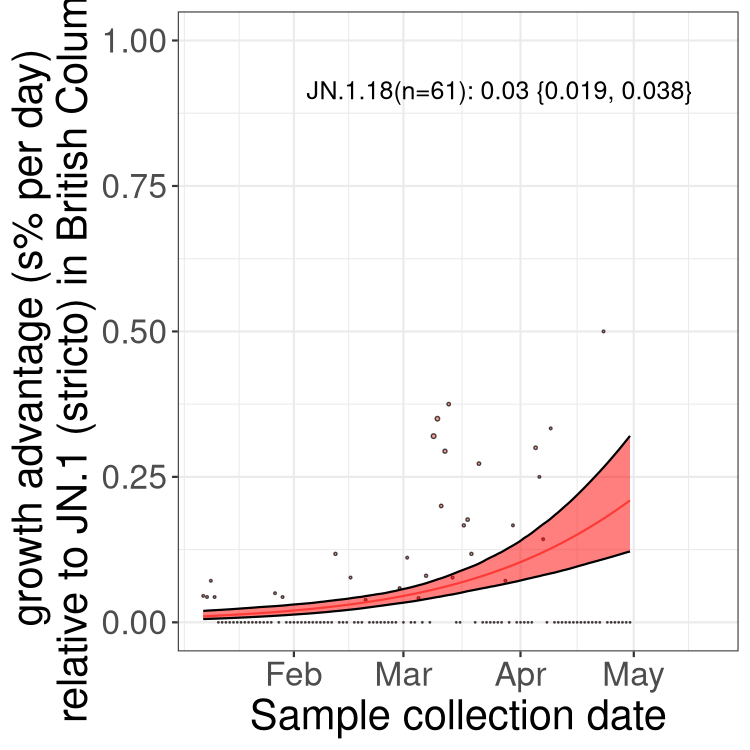 growth advantage (s% per day)
relative to JN.1 (stricto) in British Colum
1.00
0.75
0.50
0.25
0.00
JN.1.18(n=61): 0.03 {0.019, 0.038}
Feb Mar Apr May
Sample collection date